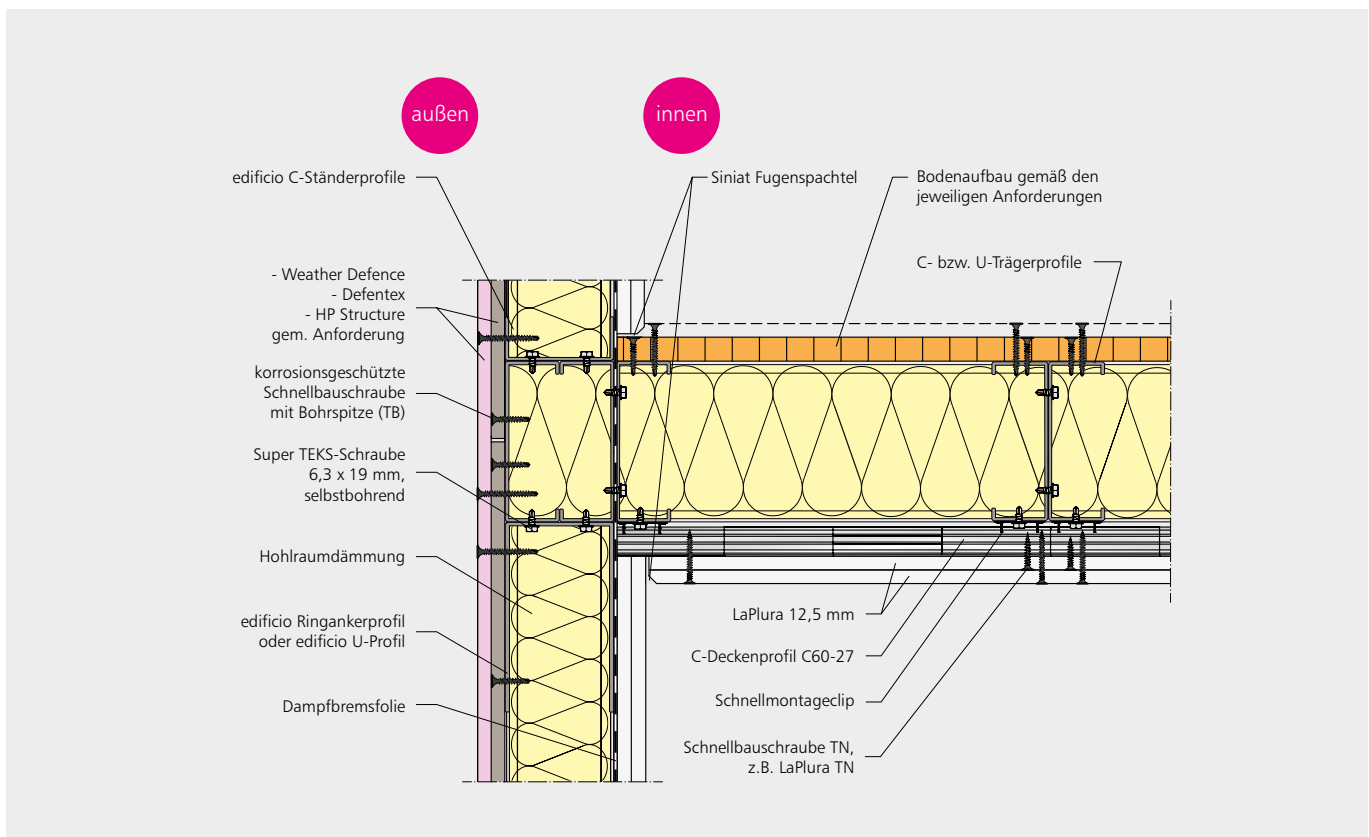 außen
innen
edificio C-Ständerprofile
- Weather Defence
- Defentex
- HP Structure
gem. Anforderung
korrosionsgeschützte
Schnellbauschraube
mit Bohrspitze (TB)
Super TEKS-Schraube
6,3 x 19 mm,
selbstbohrend
Hohlraumdämmung
edificio Ringankerprofil
oder edificio U-Profil
Dampfbremsfolie
Siniat Fugenspachtel
Bodenaufbau gemäß den
jeweiligen Anforderungen
C- bzw. U-Trägerprofile
LaPlura 12,5 mm
C-Deckenprofil C60-27
Schnellmontageclip
Schnellbauschraube TN,
z.B. LaPlura TN